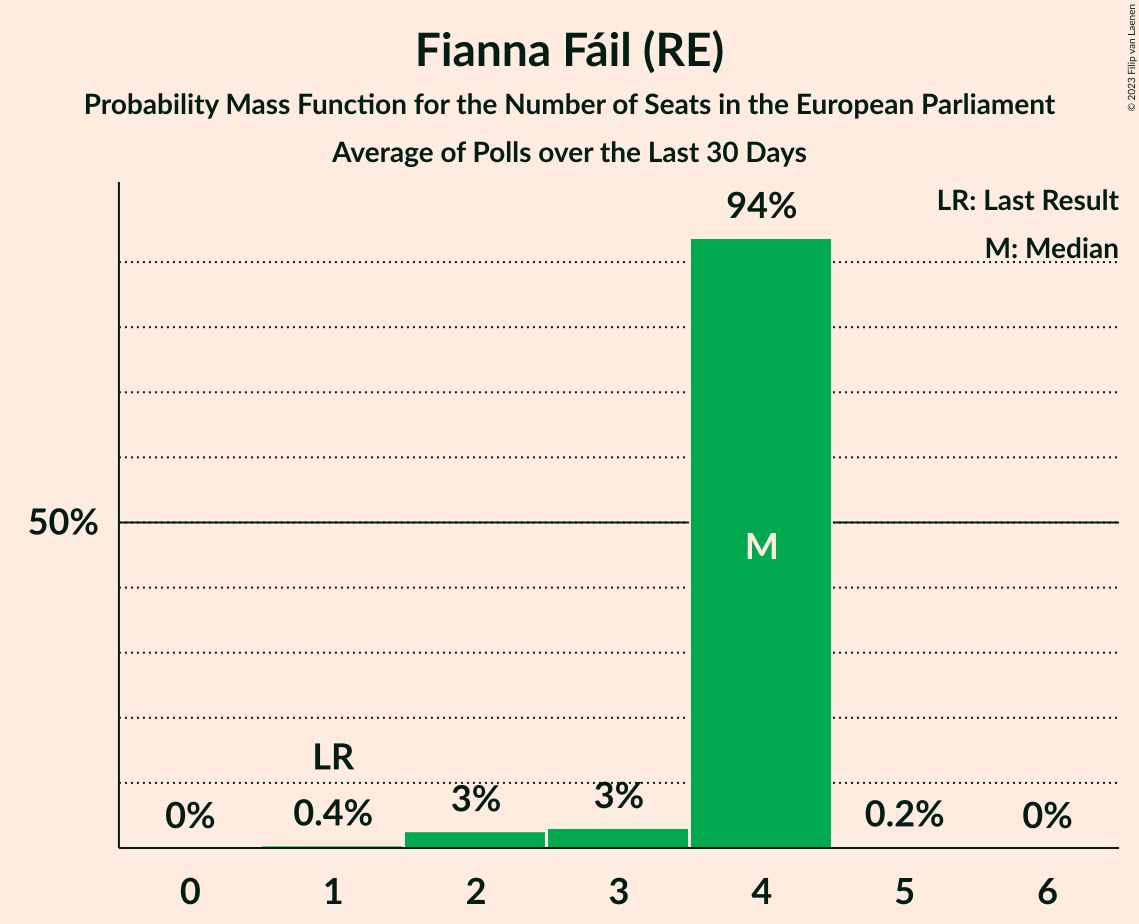 Fianna Fáil (RE)
Probability Mass Function for the Number of Seats in the European Parliament
Average of Polls over the Last 30 Days
© 2023 Filip van Laenen
LR: Last Result
M: Median
94%
50%
M
LR
0%
0.4%
3%
3%
0.2%
0%
0
1
2
3
4
5
6